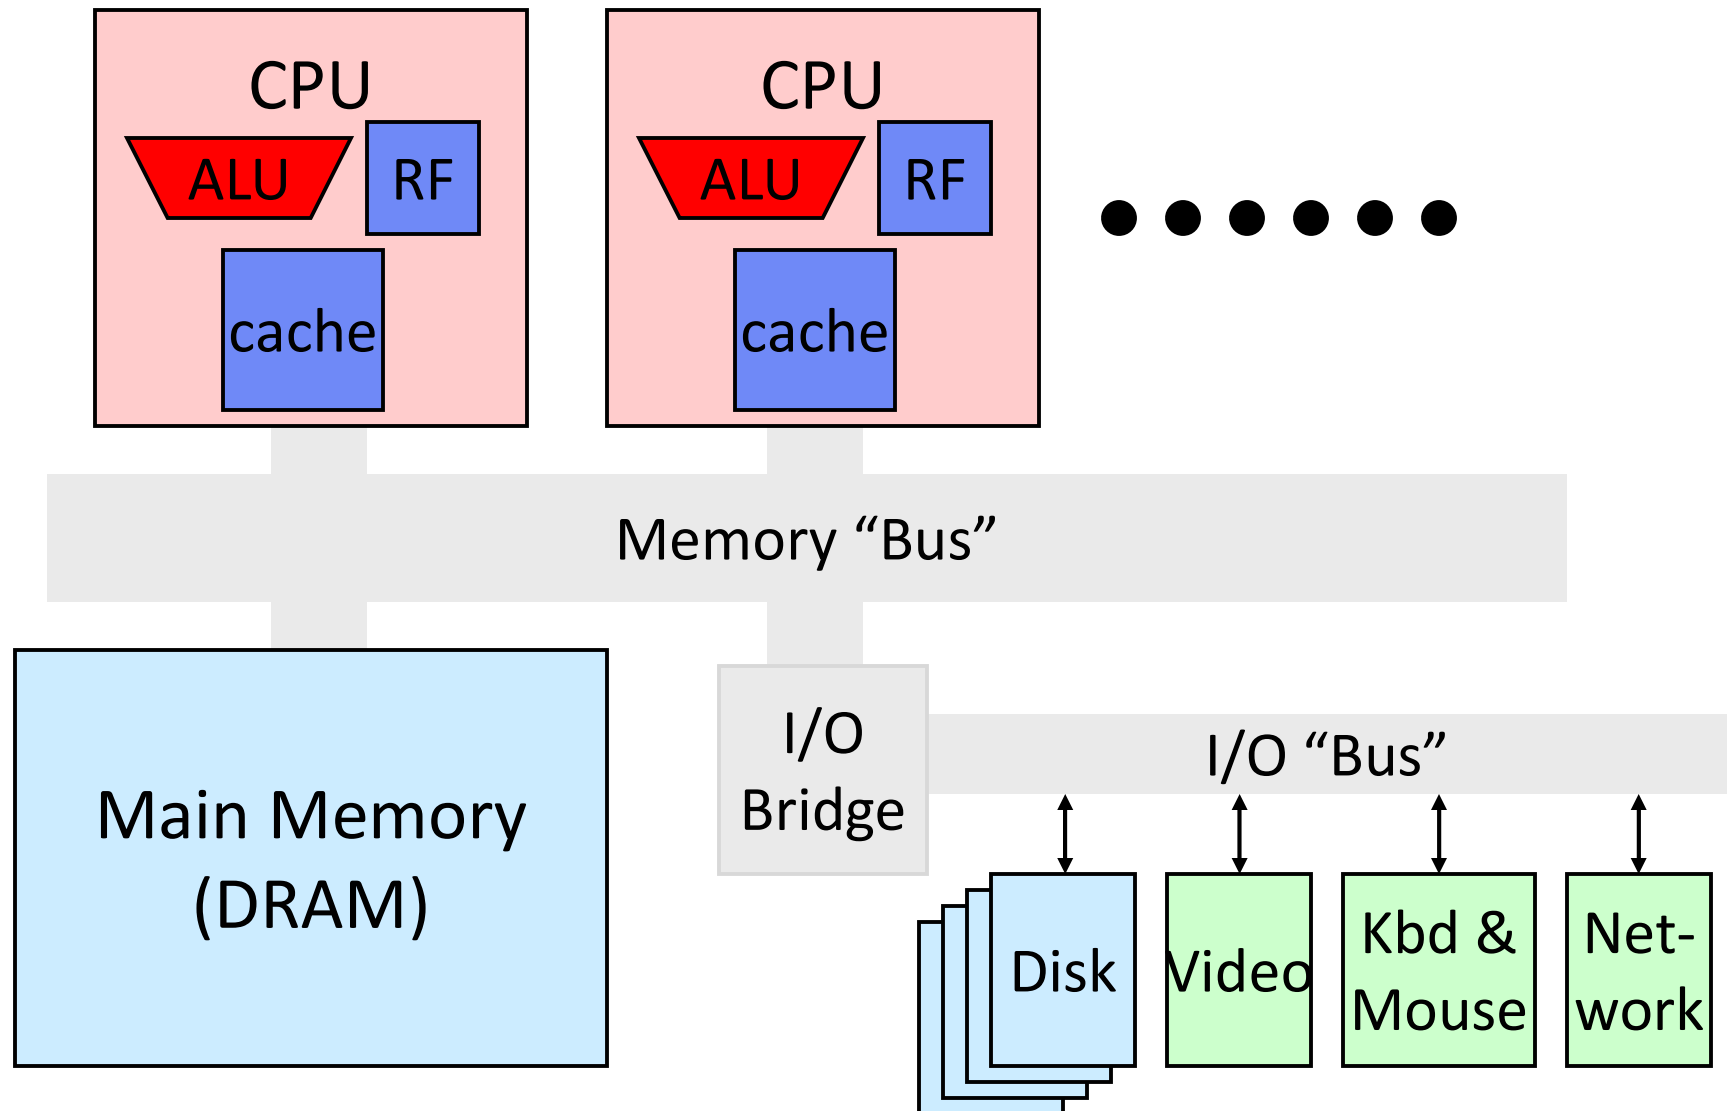 CPU
ALU
RF
cache
CPU
ALU
RF
cache
Memory “Bus”
Main Memory
(DRAM)
I/O
Bridge
I/O “Bus”
Disk
Video
Kbd &
Mouse
Net-
work